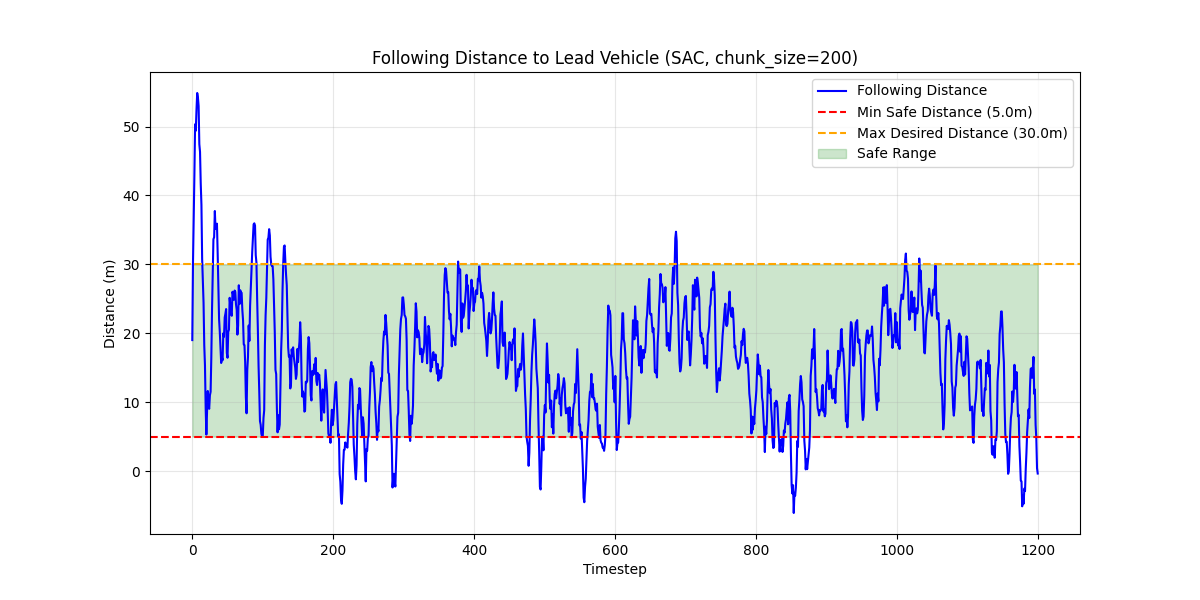 Following Distance to Lead Vehicle (SAC, chunk_size=200)
Following Distance
Min Safe Distance (5.0m)
Max Desired Distance (30.0m)
Safe Range
Distance (m)
50
40
30
20
10
0
0 200 400 600 800 1000 1200
Timestep